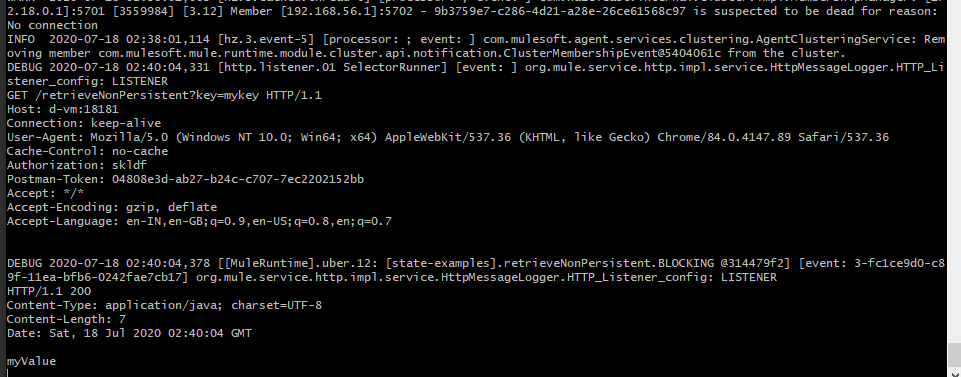 2.18.0.1]:5701 [3559984] [3.12] Member [192.168.56.1]:5702 - 9b3759e7-c286-4d21-a28e-26ce61568c97 is suspected to be dead for reason:
No connection
INFO  2020-07-18 02:38:01,114 [hz.3.event-5] [processor: ; event: ] com.mulesoft.agent.services.clustering.AgentClusteringService: Rem
oving member com.mulesoft.mule.runtime.module.cluster.api.notification.ClusterMembershipEvent@5404061c from the cluster.
DEBUG 2020-07-18 02:40:04,331 [http.listener.01 SelectorRunner] [event: ] org.mule.service.http.impl.service.HttpMessageLogger.HTTP_Li
stener_config: LISTENER
GET /retrieveNonPersistent?key=mykey HTTP/1.1
Host: d-vm:18181
Connection: keep-alive
User-Agent: Mozilla/5.0 (Windows NT 10.0; Win64; x64) AppleWebKit/537.36 (KHTML, like Gecko) Chrome/84.0.4147.89 Safari/537.36
Cache-Control: no-cache
Authorization: skldf
Postman-Token: 04808e3d-ab27-b24c-c707-7ec2202152bb
Accept: */*
Accept-Encoding: gzip, deflate
Accept-Language: en-IN,en-GB;q=0.9,en-US;q=0.8,en;q=0.7
DEBUG 2020-07-18 02:40:04,378 [[MuleRuntime].uber.12: [state-examples].retrieveNonPersistent.BLOCKING @314479f2] [event: 3-fc1ce9d0-c8
9f-11ea-bfb6-0242fae7cb17] org.mule.service.http.impl.service.HttpMessageLogger.HTTP_Listener_config: LISTENER
HTTP/1.1 200
Content-Type: application/java; charset=UTF-8
Content-Length: 7
Date: Sat, 18 Jul 2020 02:40:04 GMT
myValue